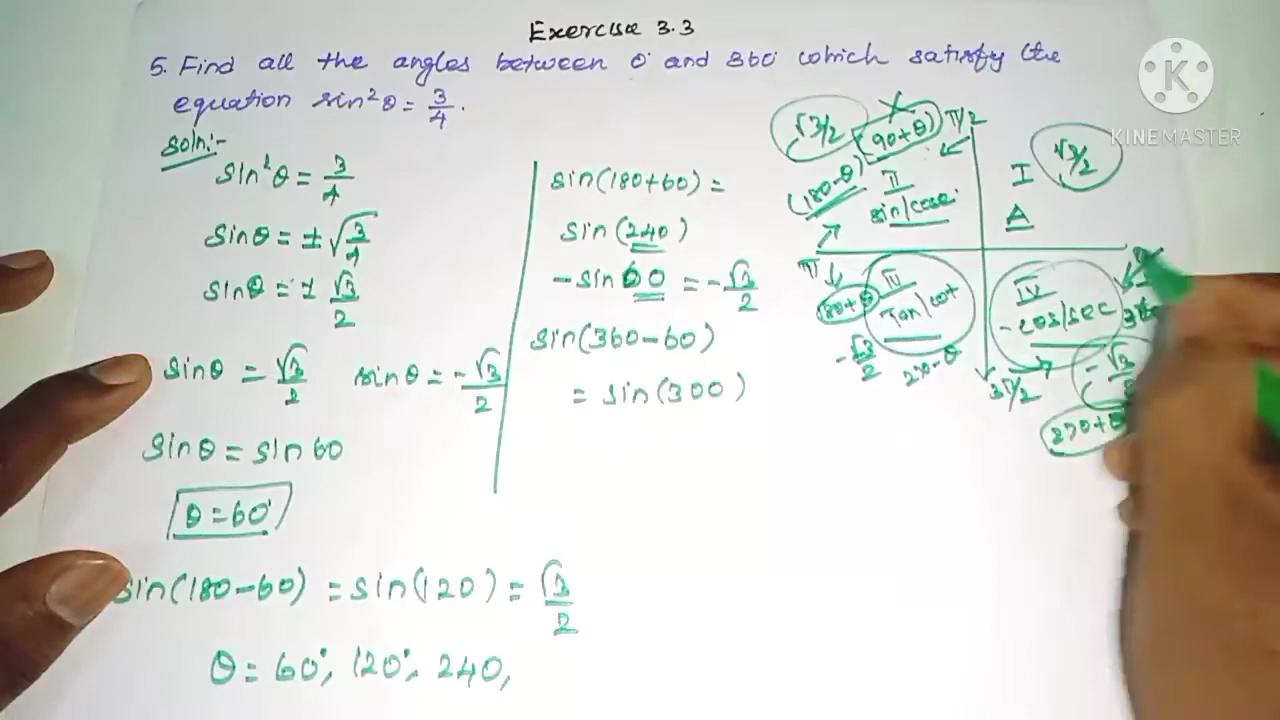 Exercise 3.3
5. Find all the angles between 0° and 360° which satisfy the
equation sin²θ = 3/4.
Soln:-
sin²θ = 3/4
sinθ = ± √3/4
sinθ = ± √3/2
sinθ = √3/2 sinθ = -√3/2
sinθ = sin60
θ = 60°
sin(180-60) = sin(120) = √3/2
θ = 60°, 120°, 240,
sin(180+60) =
sin(240)
-sin 60 = -√3/2
sin(360-60)
= sin(300)
√3/2 (90+θ) π/2
(180-θ) II I √3/2
sin/cosec A
π III IV
180+θ Tan/cot -cos/sec
-√3/2 270-θ 3π/2 -√3/2
270+θ
K
KINEMASTER